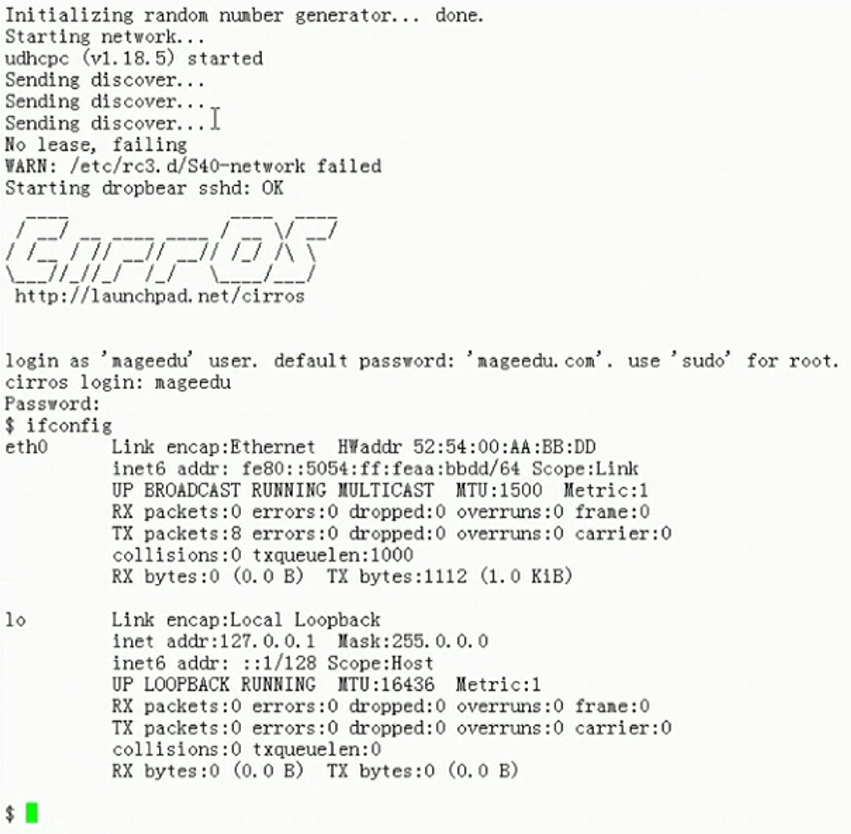 Initializing random number generator... done.
Starting network...
udhcpc (v1.18.5) started
Sending discover...
Sending discover...
Sending discover...
No lease, failing
WARN: /etc/rc3.d/S40-network failed
Starting dropbear sshd: OK
CirrOS
http://launchpad.net/cirros
login as 'mageedu' user. default password: 'mageedu.com'. use 'sudo' for root.
cirros login: mageedu
Password:
$ ifconfig
eth0 Link encap:Ethernet HWaddr 52:54:00:AA:BB:DD
inet6 addr: fe80::5054:ff:feaa:bbdd/64 Scope:Link
UP BROADCAST RUNNING MULTICAST MTU:1500 Metric:1
RX packets:0 errors:0 dropped:0 overruns:0 frame:0
TX packets:8 errors:0 dropped:0 overruns:0 carrier:0
collisions:0 txqueuelen:1000
RX bytes:0 (0.0 B) TX bytes:1112 (1.0 KiB)
lo Link encap:Local Loopback
inet addr:127.0.0.1 Mask:255.0.0.0
inet6 addr: ::1/128 Scope:Host
UP LOOPBACK RUNNING MTU:16436 Metric:1
RX packets:0 errors:0 dropped:0 overruns:0 frame:0
TX packets:0 errors:0 dropped:0 overruns:0 carrier:0
collisions:0 txqueuelen:0
RX bytes:0 (0.0 B) TX bytes:0 (0.0 B)
$